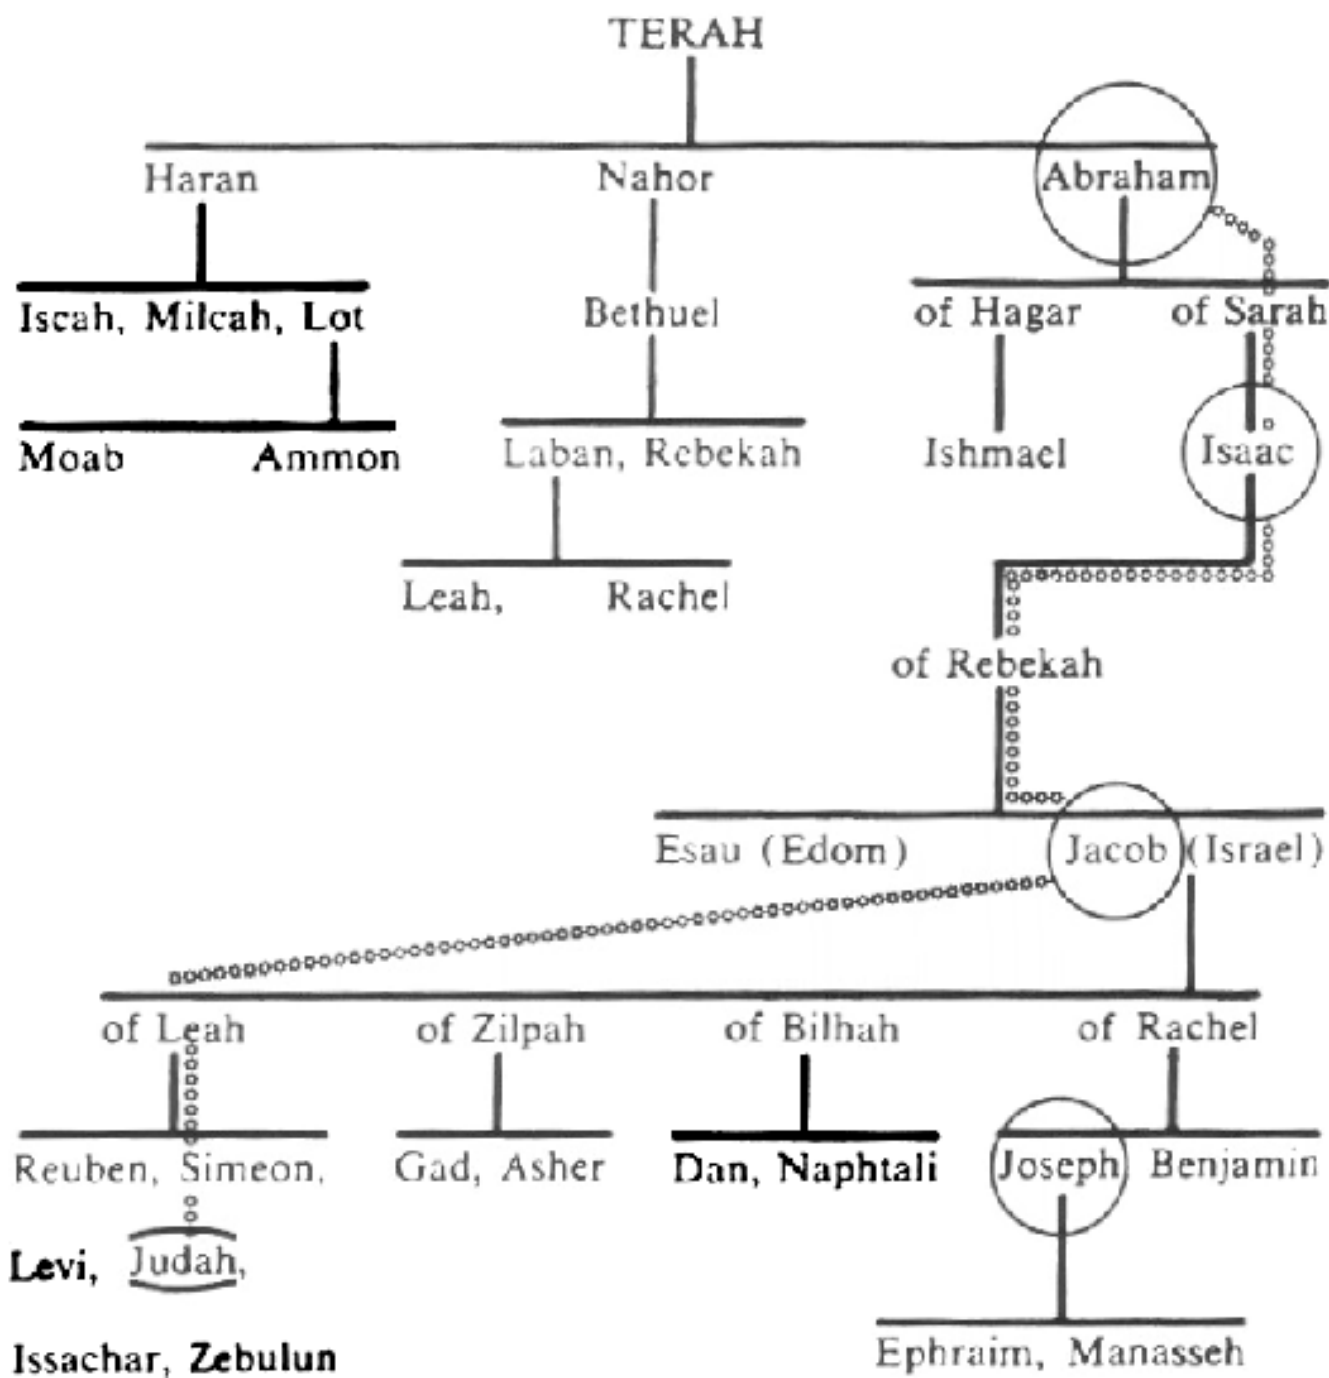 TERAH
Haran Nahor Abraham
Iscah, Milcah, Lot Bethuel of Hagar of Sarah
Moab Ammon Laban, Rebekah Ishmael Isaac
Leah, Rachel
of Rebekah
Esau (Edom) Jacob (Israel)
of Leah of Zilpah of Bilhah of Rachel
Reuben, Simeon, Gad, Asher Dan, Naphtali Joseph Benjamin
Levi, Judah,
Issachar, Zebulun Ephraim, Manasseh